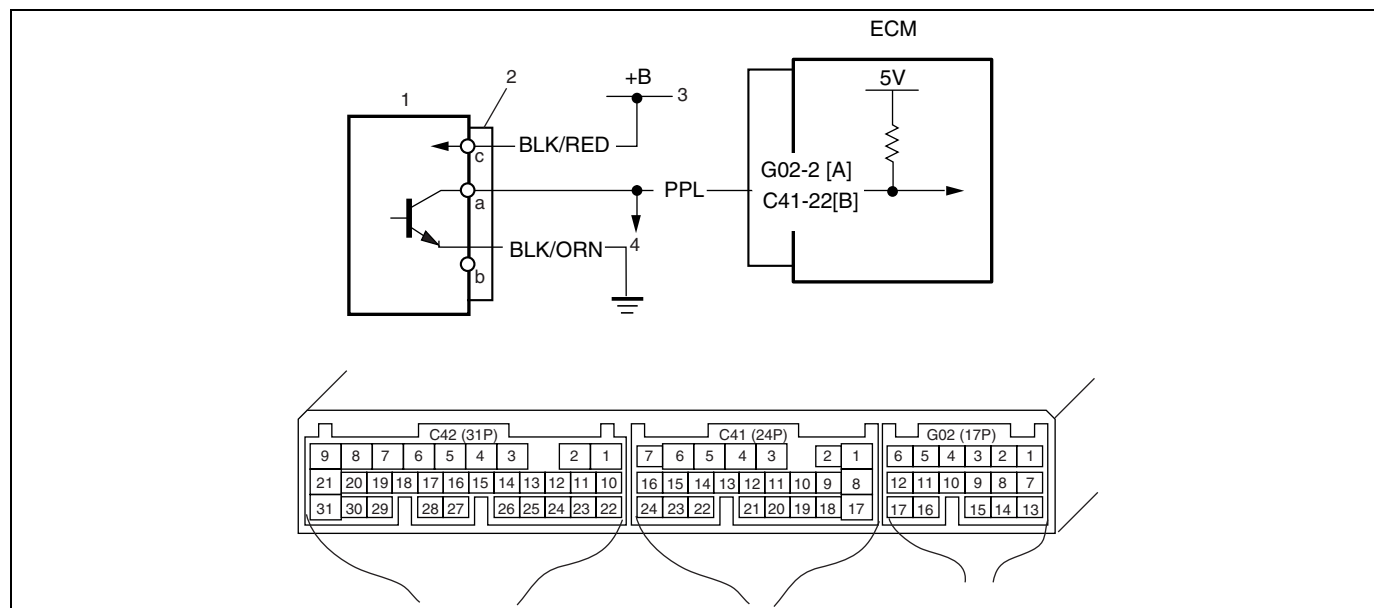 ECM
2
+B
5V
1
3
c
BLK/RED
G02-2 [A]
PPL
a
C41-22[B]
BLK/ORN
4
b
C42 (31P)
C41 (24P)
G02 (17P)
9 8 7 6 5 4 3 2 1
7 6 5 4 3 2 1
6 5 4 3 2 1
21 20 19 18 17 16 15 14 13 12 11 10
16 15 14 13 12 11 10 9 8
12 11 10 9 8 7
31 30 29 28 27 26 25 24 23 22
24 23 22 21 20 19 18 17
17 16 15 14 13